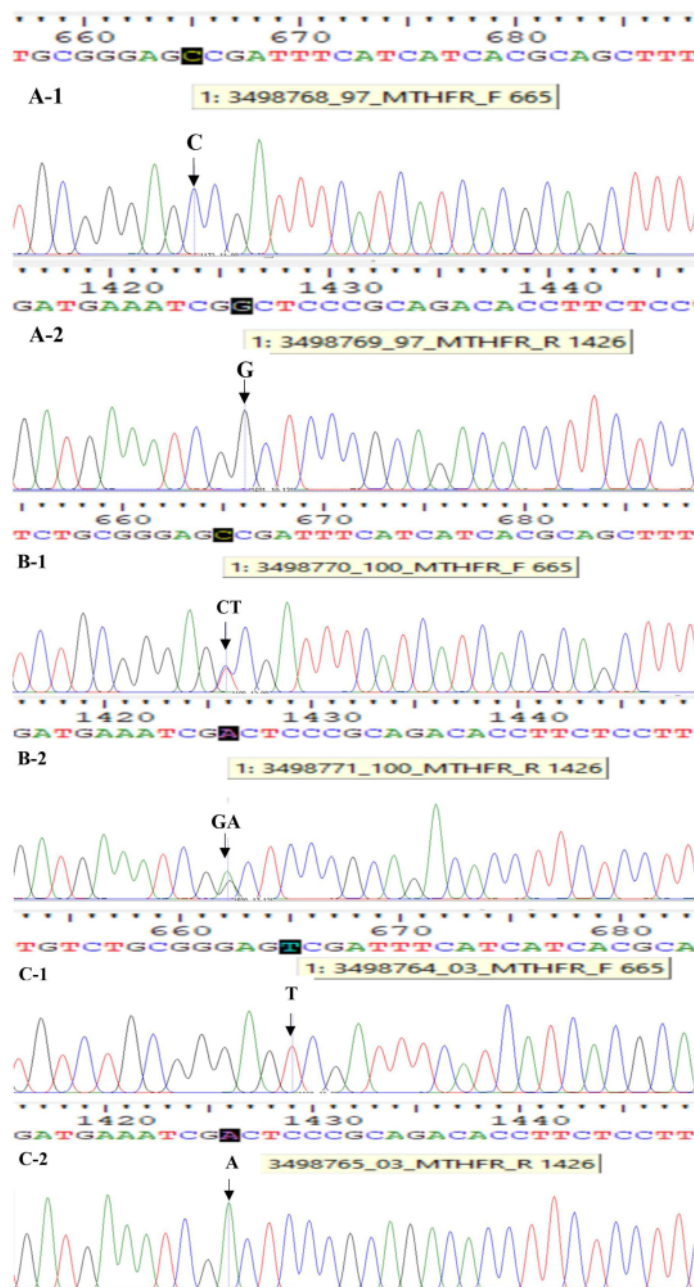 660 670 680
TGCGGGAGCCGATTTCATCATCACGCAGCTTT
A-1
1: 3498768_97_MTHFR_F 665
C
1420 1430 1440
GATGAAATCGGCTCCCGCAGACACCTTCTCC
A-2
1: 3498769_97_MTHFR_R 1426
G
660 670 680
TCTGCGGGAGCCGATTTCATCATCACGCAGCTTT
B-1
1: 3498770_100_MTHFR_F 665
CT
1420 1430 1440
GATGAAATCGACTCCCGCAGACACCTTCTCCTT
B-2
1: 3498771_100_MTHFR_R 1426
GA
660 670 680
TGTCTGCGGGAGTCGATTTCATCATCACGCA
C-1
1: 3498764_03_MTHFR_F 665
T
1420 1430 1440
GATGAAATCGACTCCCGCAGACACCTTCTCCTT
C-2
3498765_03_MTHFR_R 1426
A